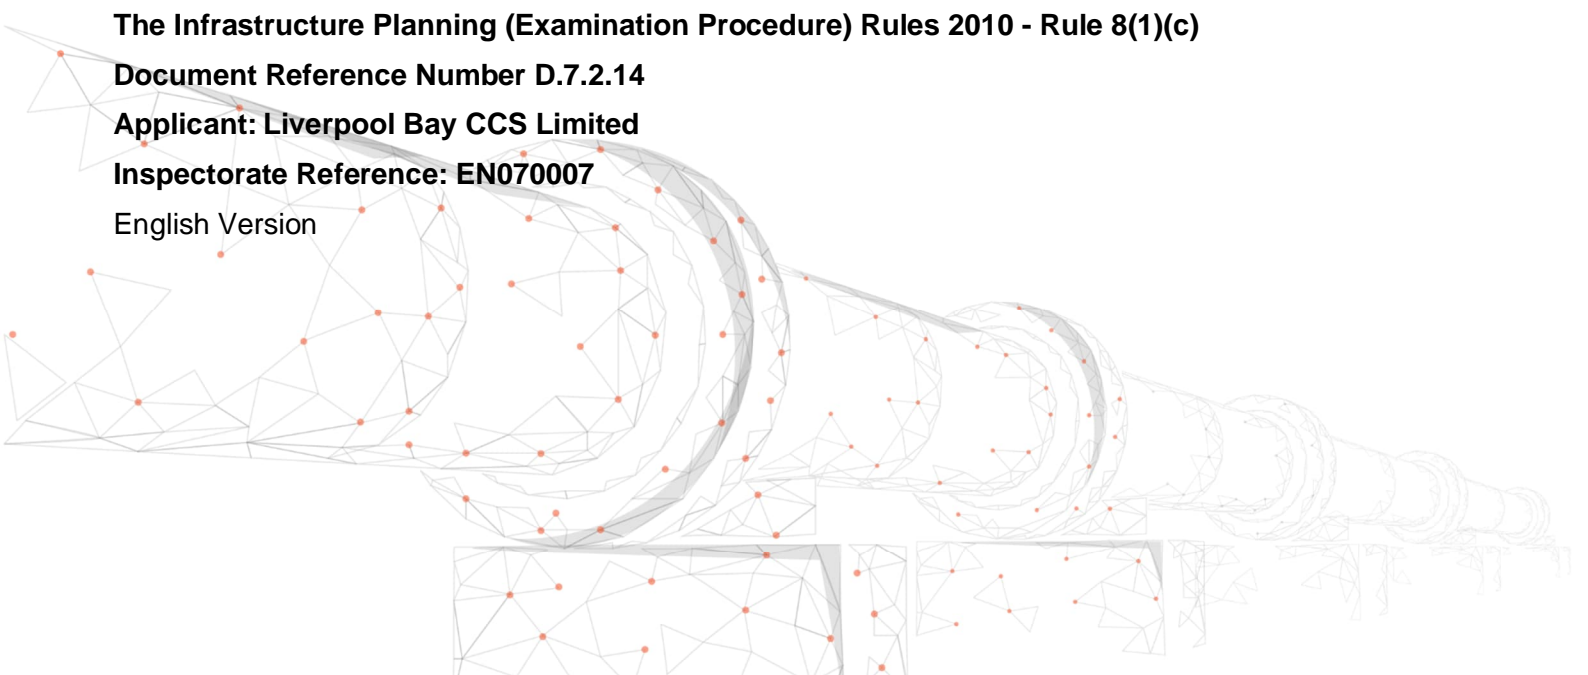 The Infrastructure Planning (Examination Procedure) Rules 2010 - Rule 8(1)(c)
Document Reference Number D.7.2.14
Applicant: Liverpool Bay CCS Limited
Inspectorate Reference: EN070007
English Version